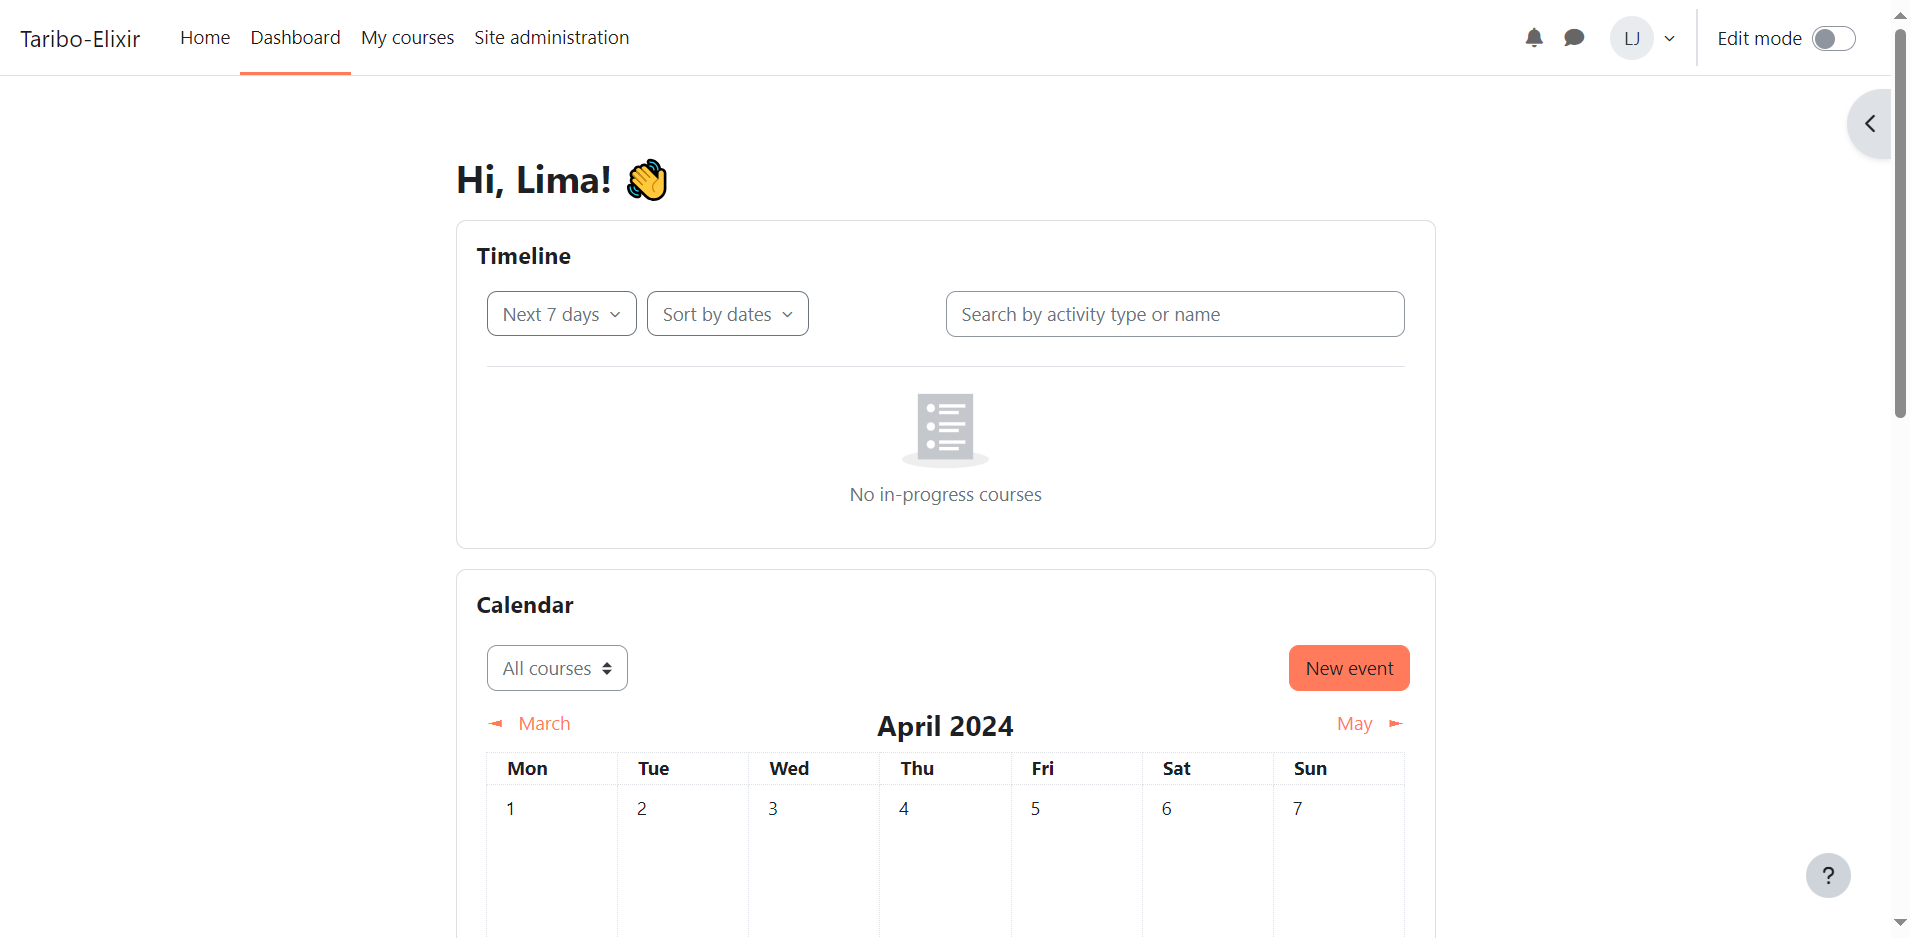 Taribo-Elixir Home Dashboard My courses Site administration LJ Edit mode
Hi, Lima! 👋
Timeline
Next 7 days Sort by dates Search by activity type or name
No in-progress courses
Calendar
All courses New event
◄ March April 2024 May ►
Mon Tue Wed Thu Fri Sat Sun
1 2 3 4 5 6 7
?